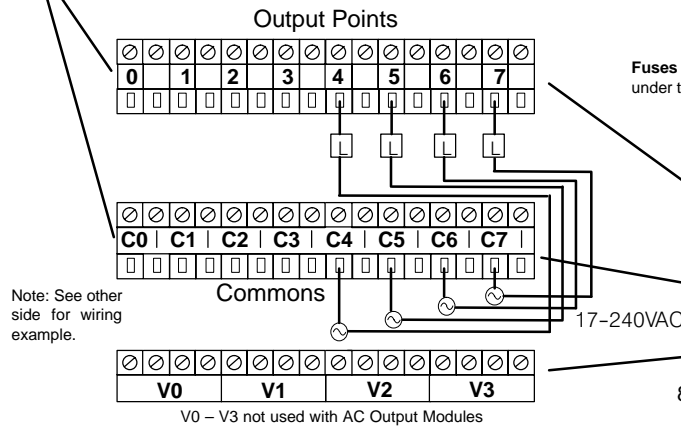 Output Points
0 1 2 3 4 5 6 7
Fuses
under t
L L L L
C0 | C1 | C2 | C3 | C4 | C5 | C6 | C7 |
Commons
Note: See other
side for wiring
example.
17-240VAC
V0 V1 V2 V3
8
V0 – V3 not used with AC Output Modules